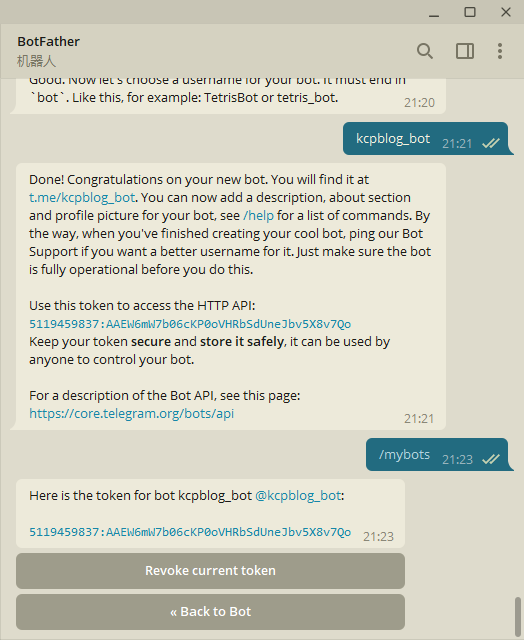 BotFather
机器人
Good. Now let's choose a username for your bot. It must end in
`bot`. Like this, for example: TetrisBot or tetris_bot.
21:20
kcpblog_bot
21:21
Done! Congratulations on your new bot. You will find it at
t.me/kcpblog_bot. You can now add a description, about section
and profile picture for your bot, see /help for a list of commands. By
the way, when you've finished creating your cool bot, ping our Bot
Support if you want a better username for it. Just make sure the bot
is fully operational before you do this.
Use this token to access the HTTP API:
5119459837:AAEW6mW7b06cKP0oVHRbSdUneJbv5X8v7Qo
Keep your token secure and store it safely, it can be used by
anyone to control your bot.
For a description of the Bot API, see this page:
https://core.telegram.org/bots/api
21:21
/mybots
21:23
Here is the token for bot kcpblog_bot @kcpblog_bot:
5119459837:AAEW6mW7b06cKP0oVHRbSdUneJbv5X8v7Qo
21:23
Revoke current token
« Back to Bot